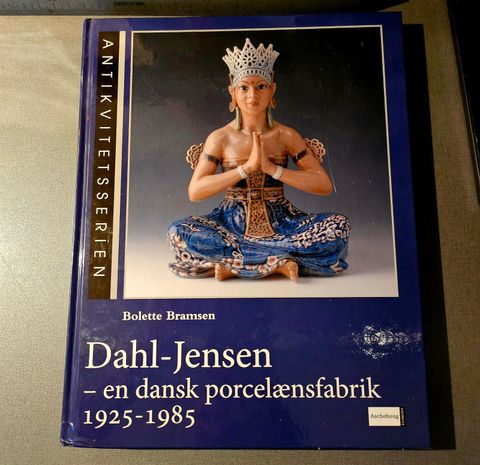 ANTIKVITETSSERIEN
Bolette Bramsen
Dahl-Jensen
– en dansk porcelænsfabrik
1925-1985
Aschehoug